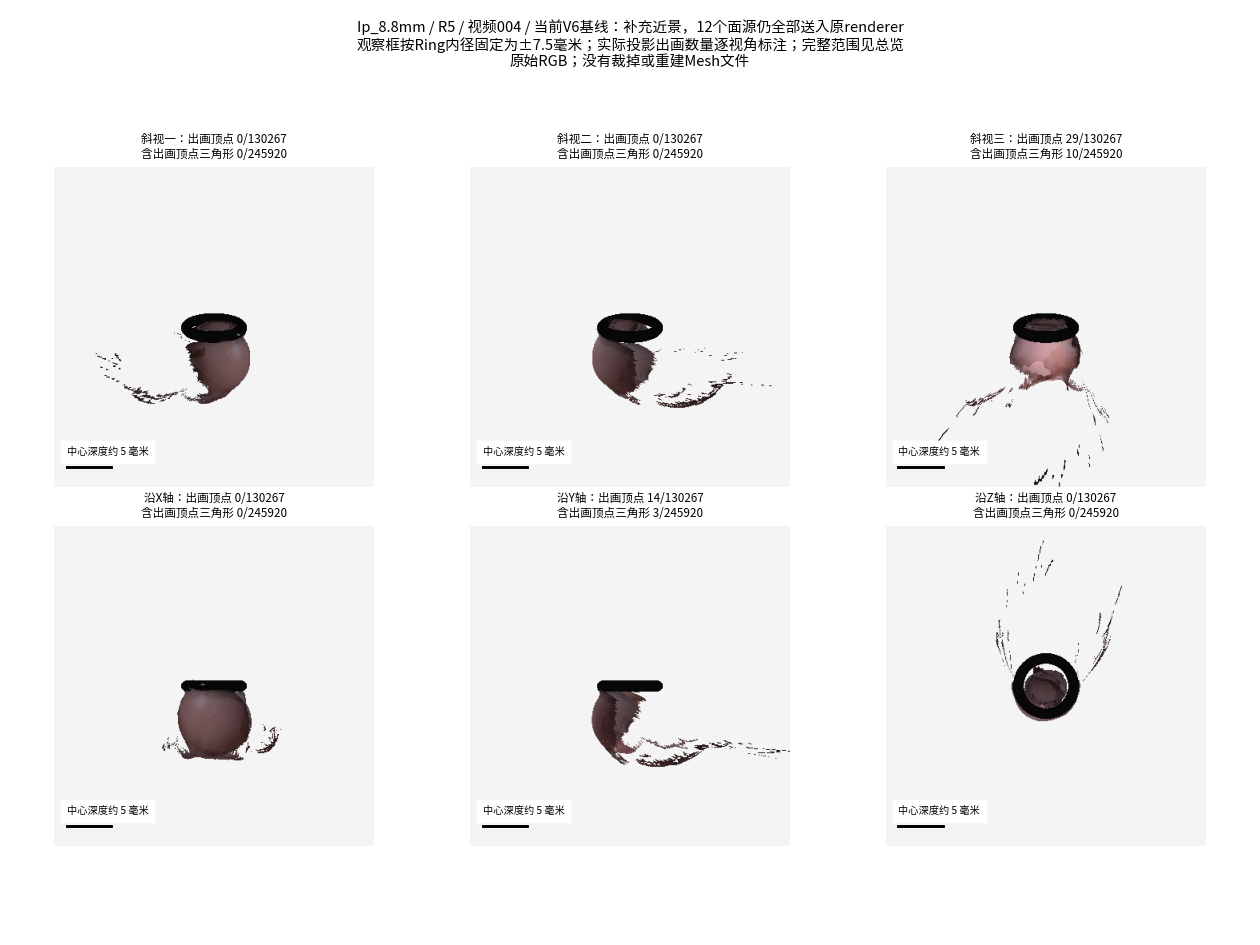 Ip_8.8mm / R5 / 视频004 / 当前V6基线：补充近景，12个面源仍全部送入原renderer
观察框按Ring内径固定为±7.5毫米；实际投影出画数量逐视角标注；完整范围见总览
原始RGB；没有裁掉或重建Mesh文件
斜视一：出画顶点 0/130267
含出画顶点三角形 0/245920
斜视二：出画顶点 0/130267
含出画顶点三角形 0/245920
斜视三：出画顶点 29/130267
含出画顶点三角形 10/245920
中心深度约 5 毫米
中心深度约 5 毫米
中心深度约 5 毫米
沿X轴：出画顶点 0/130267
含出画顶点三角形 0/245920
沿Y轴：出画顶点 14/130267
含出画顶点三角形 3/245920
沿Z轴：出画顶点 0/130267
含出画顶点三角形 0/245920
中心深度约 5 毫米
中心深度约 5 毫米
中心深度约 5 毫米